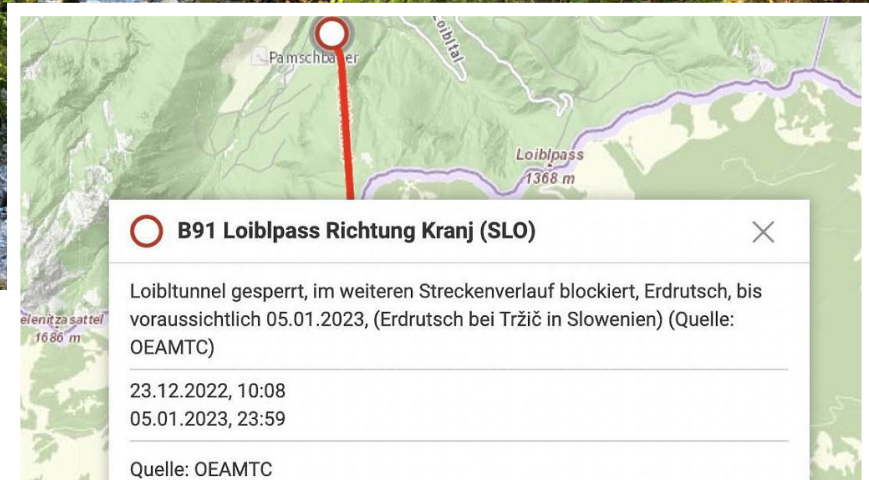 Loibltal
Pamschbauer
Loiblpass
1368 m
B91 Loiblpass Richtung Kranj (SLO)
Loibltunnel gesperrt, im weiteren Streckenverlauf blockiert, Erdrutsch, bis
voraussichtlich 05.01.2023, (Erdrutsch bei Tržič in Slowenien) (Quelle:
OEAMTC)
elenitzasattel
1686 m
23.12.2022, 10:08
05.01.2023, 23:59
Quelle: OEAMTC